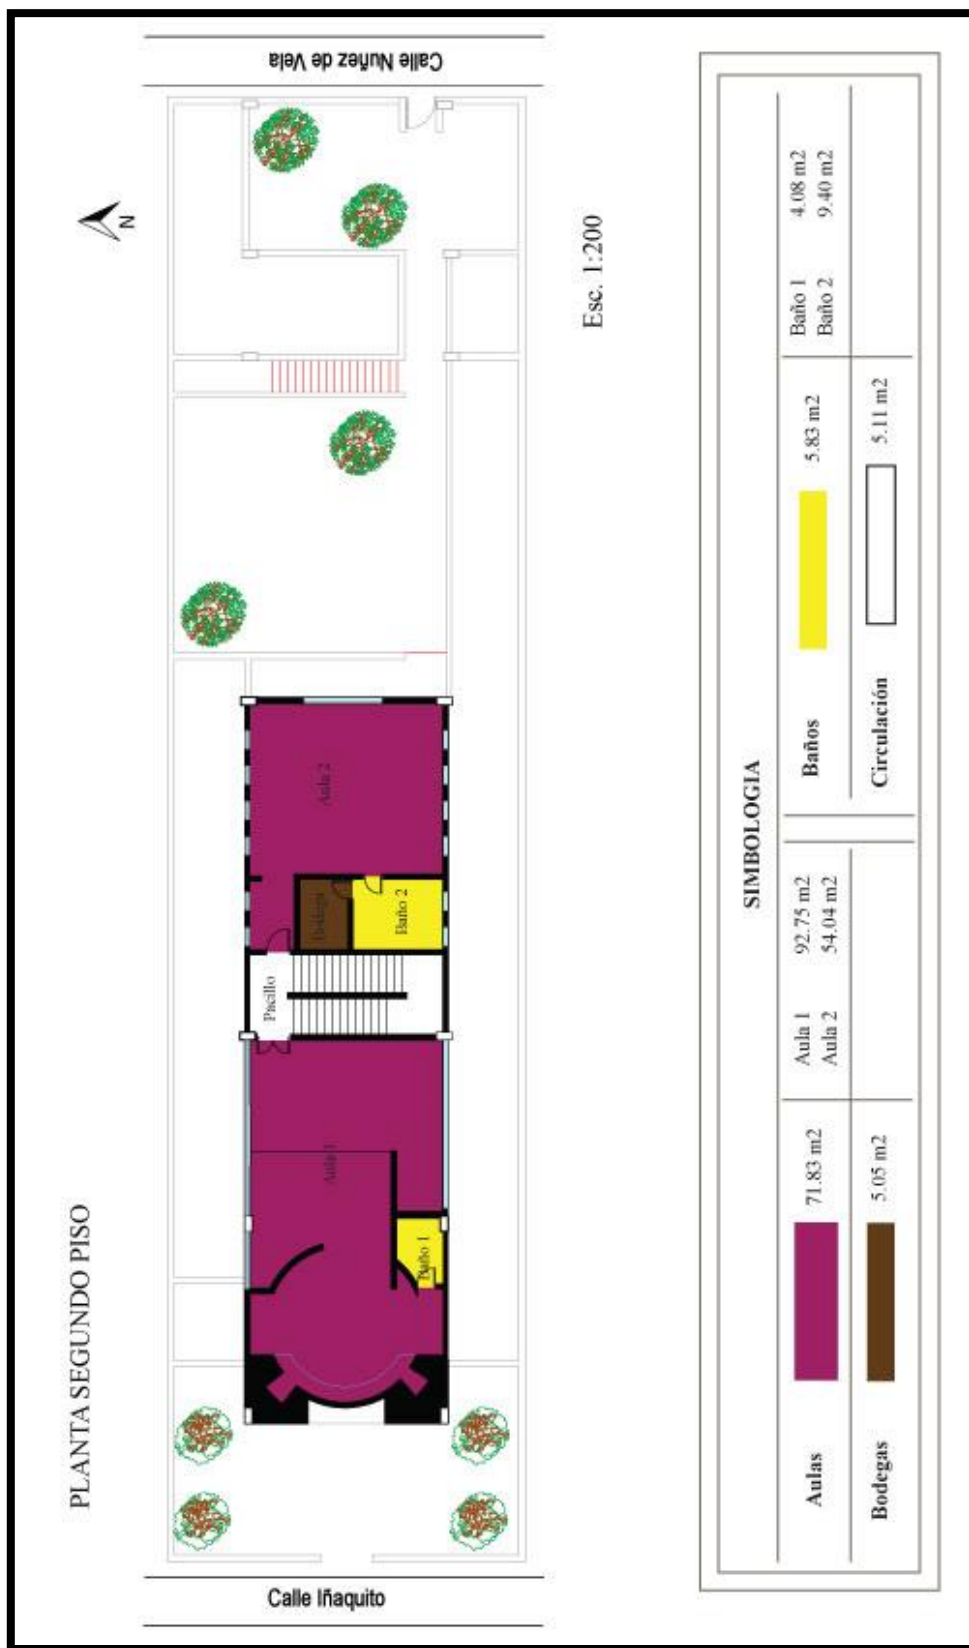 PLANTA SEGUNDO PISO
N
Calle Iñaquito
Calle Nuñez de Vela
Baño 1
Aula 1
Pacillo
Bodega
Baño 2
Aula 2
Esc. 1:200
SIMBOLOGIA
Aulas 71.83 m2
Aula 1 92.75 m2
Aula 2 54.04 m2
Baños 5.83 m2
Baño 1 4.08 m2
Baño 2 9.40 m2
Bodegas 5.05 m2
Circulación 5.11 m2